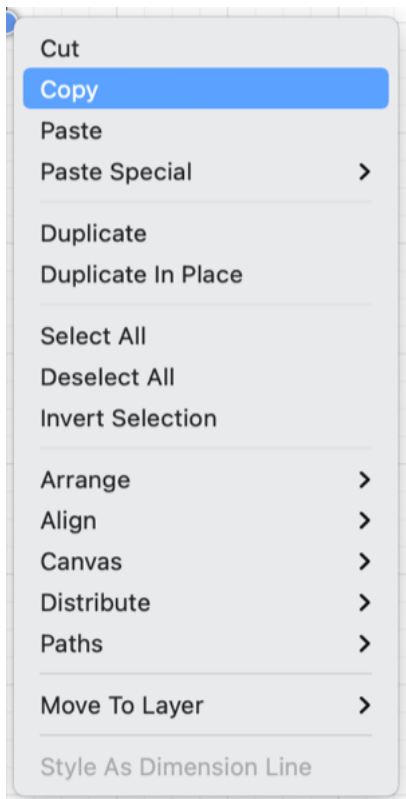 Cut
Copy
Paste
Paste Special
Duplicate
Duplicate In Place
Select All
Deselect All
Invert Selection
Arrange
Align
Canvas
Distribute
Paths
Move To Layer
Style As Dimension Line